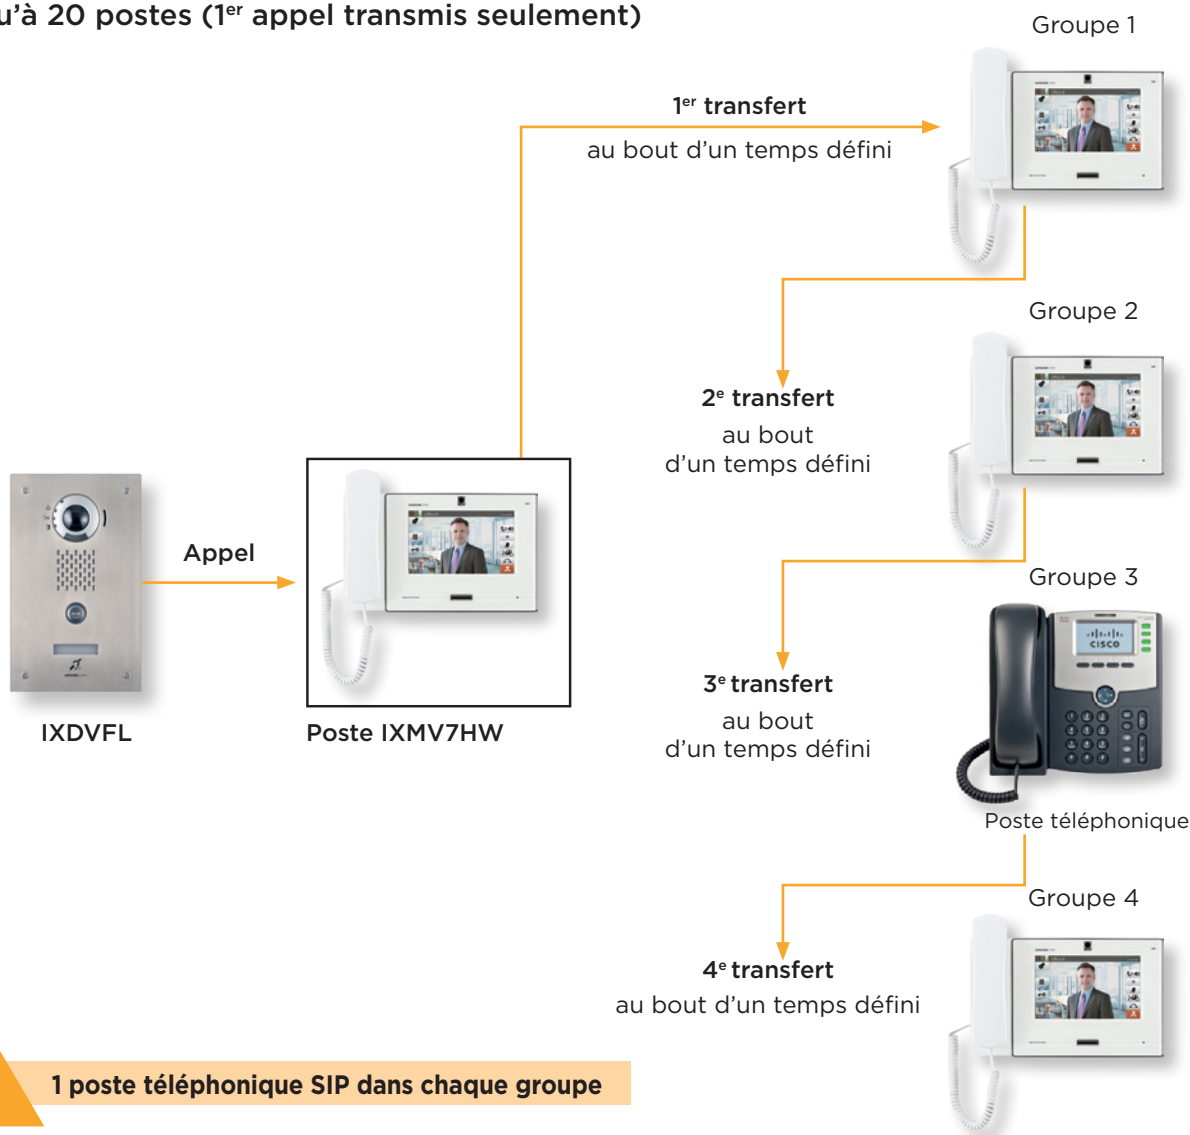 u'à 20 postes (1er appel transmis seulement)
Groupe 1
1er transfert
au bout d'un temps défini
Groupe 2
2e transfert
au bout
d'un temps défini
Appel
IXDVFL
Poste IXMV7HW
Groupe 3
CISCO
3e transfert
au bout
d'un temps défini
Poste téléphonique
Groupe 4
4e transfert
au bout d'un temps défini
1 poste téléphonique SIP dans chaque groupe